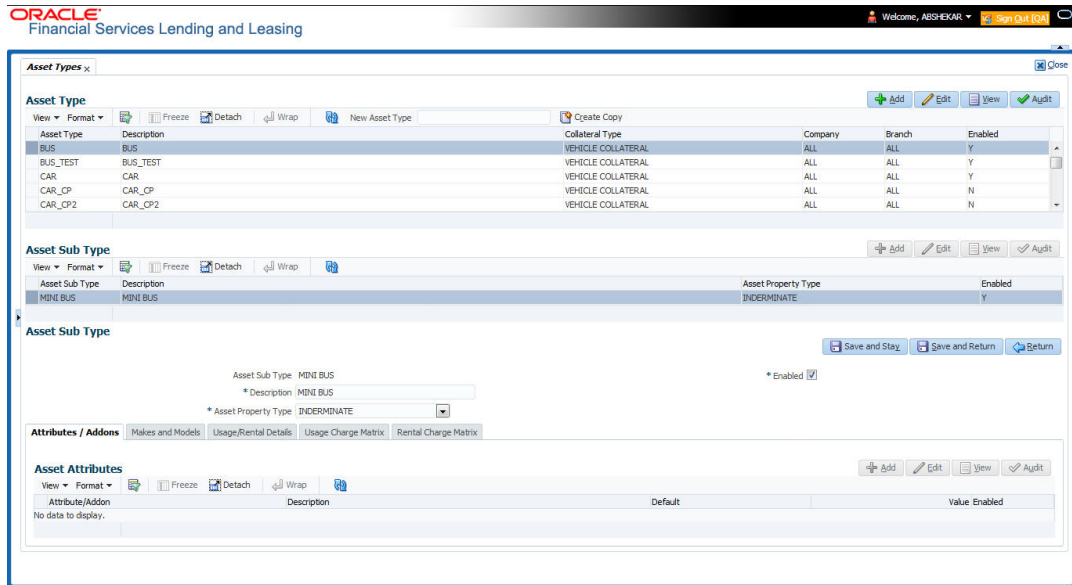 ORACLE
Financial Services Lending and Leasing
Welcome, ABSHEKAR
Sign Out [QA]
Asset Types
Close
Asset Type
Add Edit View Audit
View Format Freeze Detach Wrap New Asset Type Create Copy
Asset Type Description Collateral Type Company Branch Enabled
BUS BUS VEHICLE COLLATERAL ALL ALL Y
BUS_TEST BUS_TEST VEHICLE COLLATERAL ALL ALL Y
CAR CAR VEHICLE COLLATERAL ALL ALL Y
CAR_CP CAR_CP VEHICLE COLLATERAL ALL ALL N
CAR_CP2 CAR_CP2 VEHICLE COLLATERAL ALL ALL N
Asset Sub Type
Add Edit View Audit
View Format Freeze Detach Wrap
Asset Sub Type Description Asset Property Type Enabled
MINI BUS MINI BUS INDERMINATE Y
Asset Sub Type
Save and Stay Save and Return Return
Asset Sub Type MINI BUS * Enabled
* Description MINI BUS
* Asset Property Type INDERMINATE
Attributes / Addons Makes and Models Usage/Rental Details Usage Charge Matrix Rental Charge Matrix
Asset Attributes
Add Edit View Audit
View Format Freeze Detach Wrap
Attribute/Addon Description Default Value Enabled
No data to display.